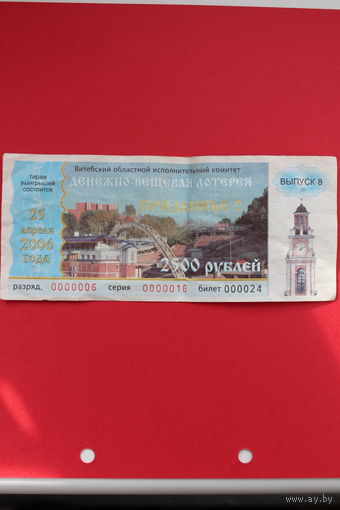 Витебский областной исполнительный комитет
ДЕНЕЖНО-ВЕЩЕВАЯ ЛОТЕРЕЯ
тираж
выигрышей
состоится
25
апреля
2006
ГОДА
2500 рублей
ВЫПУСК 8
разряд, 0000006 серия 0000016 билет 000024
www.ay.by